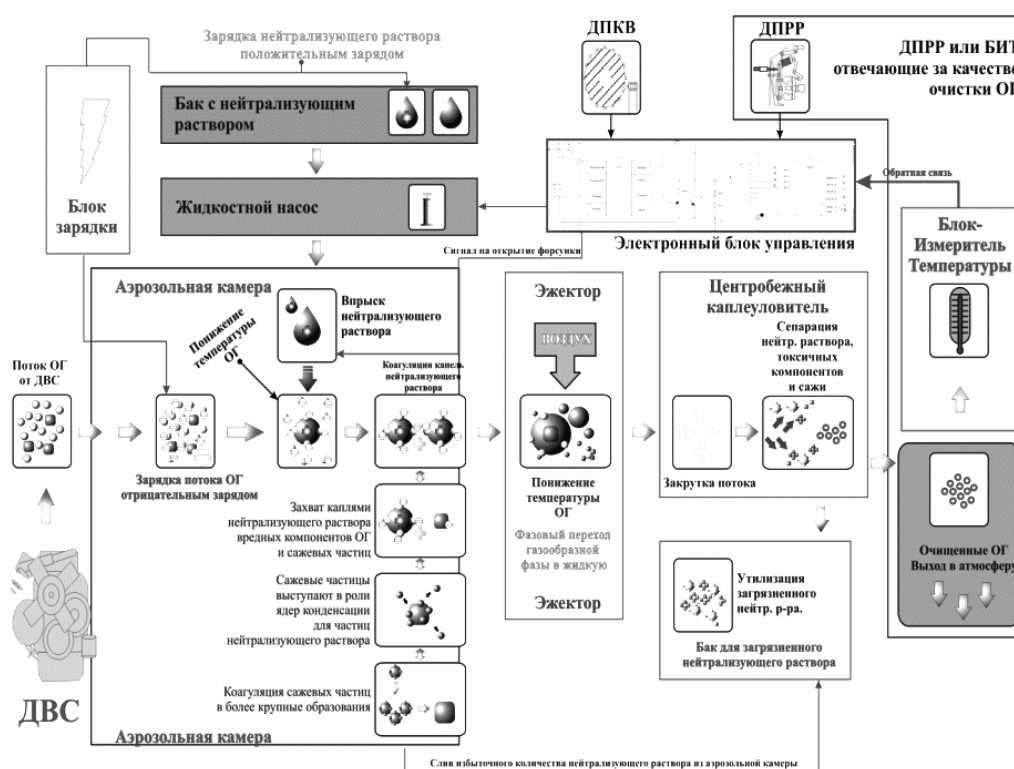 Зарядка нейтрализующего раствора
положительным зарядом
ДПКВ
ДПРР
ДПРР или БИТ
отвечающие за качество
очистки ОГ
Бак с нейтрализующим
раствором
Блок
зарядки
Жидкостной насос
Обратная связь
Электронный блок управления
Сигнал на открытие форсунки
Блок-
Измеритель
Температуры
Аэрозольная камера
Впрыск
нейтрализующего
раствора
Понижение
температуры
ОГ
Коагуляция капель
нейтрализующего
раствора
Поток ОГ
от ДВС
Зарядка потока ОГ
отрицательным зарядом
Эжектор
ВОЗДУХ
Понижение
температуры
ОГ
Фазовый переход
газообразной
фазы в жидкую
Эжектор
Центробежный
каплеуловитель
Сепарация
нейтр. раствора,
токсичных
компонентов
и сажи
Закрутка потока
Захват каплями
нейтрализующего раствора
вредных компонентов ОГ
и сажевых частиц
Сажевые частицы
выступают в роли
ядер конденсации
для частиц
нейтрализующего раствора
Коагуляция сажевых частиц
в более крупные образования
Аэрозольная камера
ДВС
Утилизация
загрязненного
нейтр. р-ра.
Бак для загрязненного
нейтрализующего раствора
Очищенные ОГ
Выход в атмосферу
Слив избыточного количества нейтрализующего раствора из аэрозольной камеры